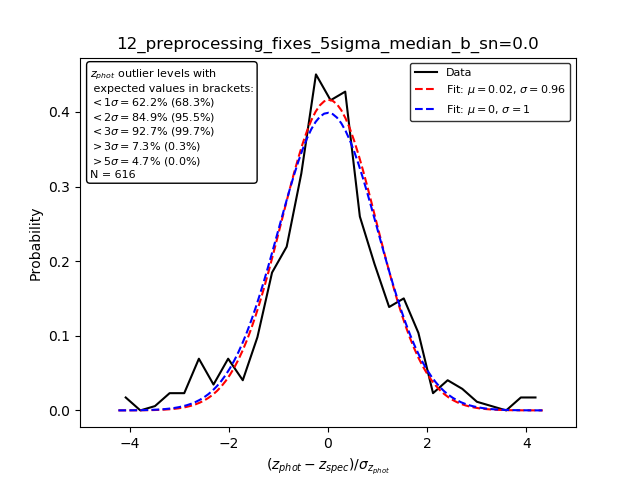 12_preprocessing_fixes_5sigma_median_b_sn=0.0
z_phot outlier levels with
expected values in brackets:
<1σ = 62.2% (68.3%)
<2σ = 84.9% (95.5%)
<3σ = 92.7% (99.7%)
>3σ = 7.3% (0.3%)
>5σ = 4.7% (0.0%)
N = 616
Data
Fit: μ = 0.02, σ = 0.96
Fit: μ = 0, σ = 1
Probability
0.4
0.3
0.2
0.1
0.0
−4
−2
0
2
4
(z_phot − z_spec)/σ_z_phot